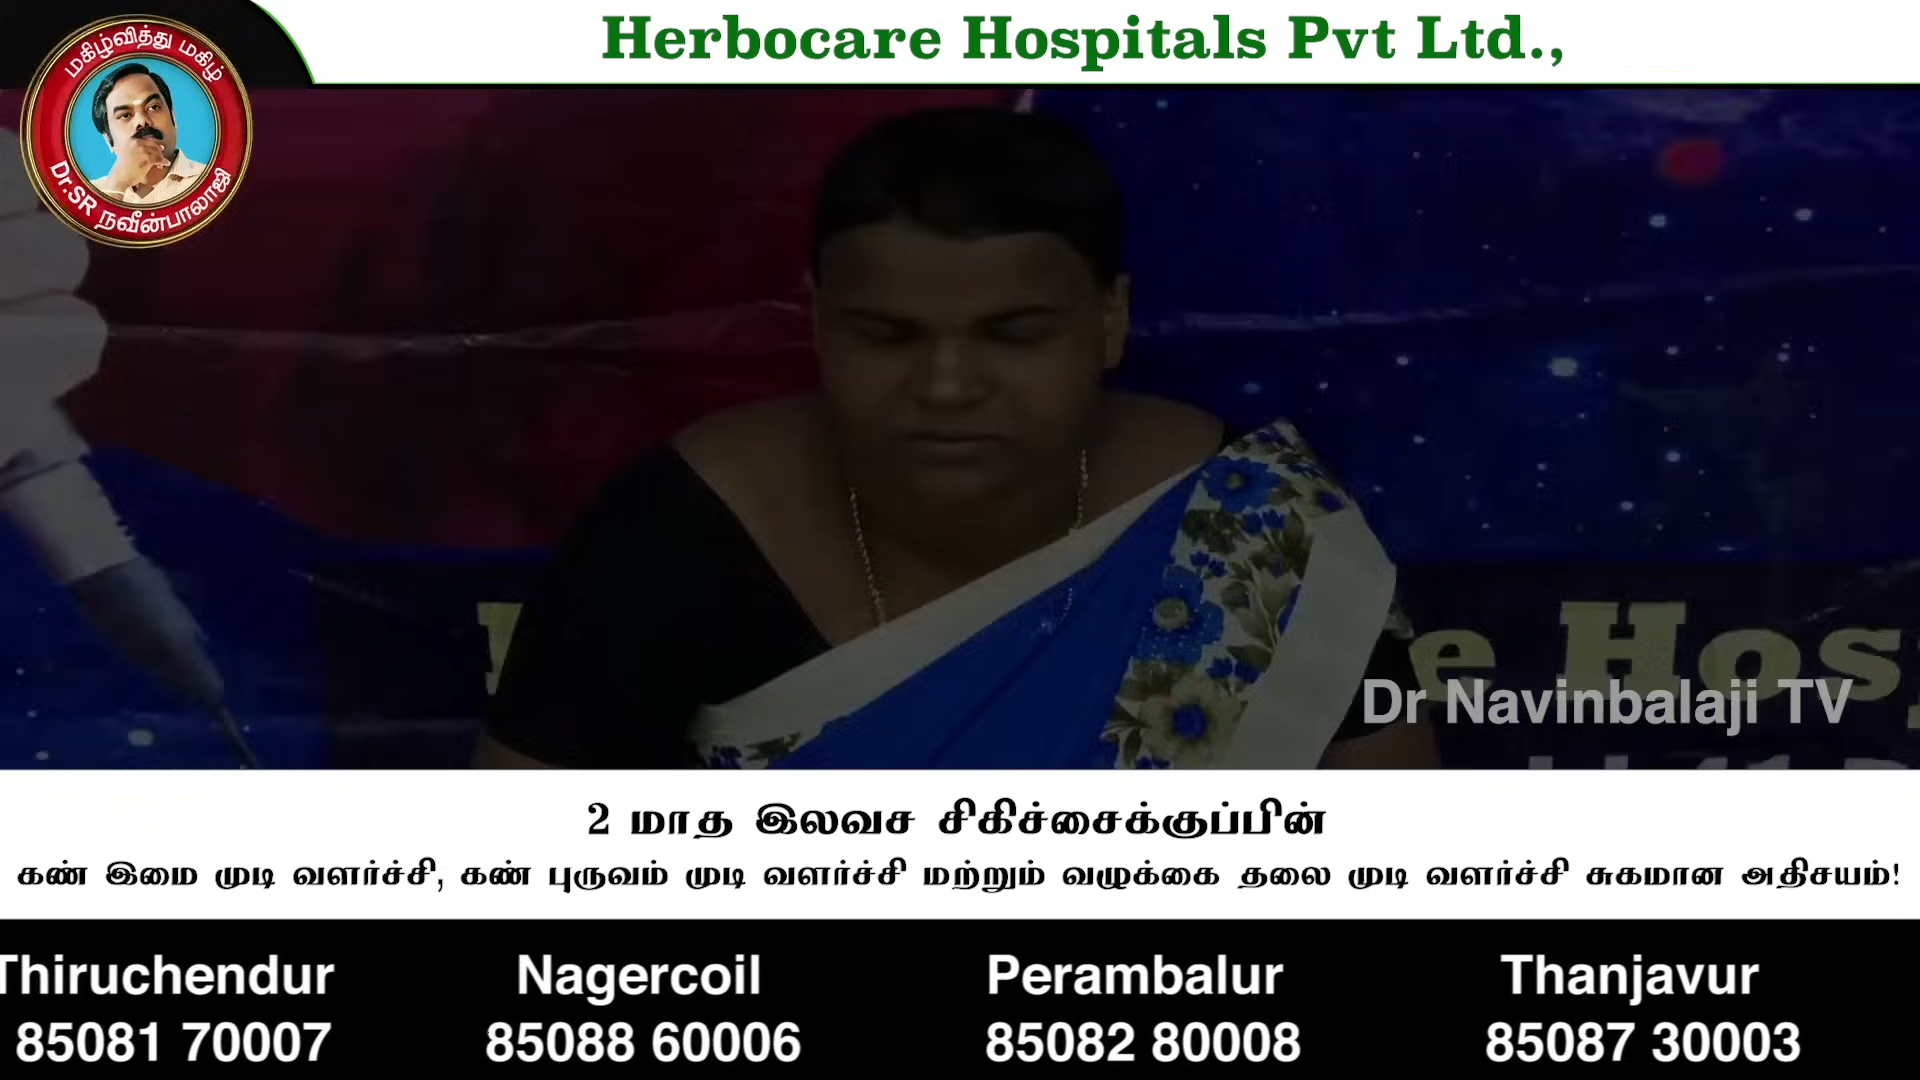 Herbocare Hospitals Pvt Ltd.,
மகிழ்வித்து மகிழ்
Dr.SR நவீன்பாலாஜி
e Hos
Dr Navinbalaji TV
2 மாத இலவச சிகிச்சைக்குப்பின்
கண் இமை முடி வளர்ச்சி, கண் புருவம் முடி வளர்ச்சி மற்றும் வழுக்கை தலை முடி வளர்ச்சி சுகமான அதிசயம்!
Thiruchendur Nagercoil Perambalur Thanjavur
85081 70007 85088 60006 85082 80008 85087 30003